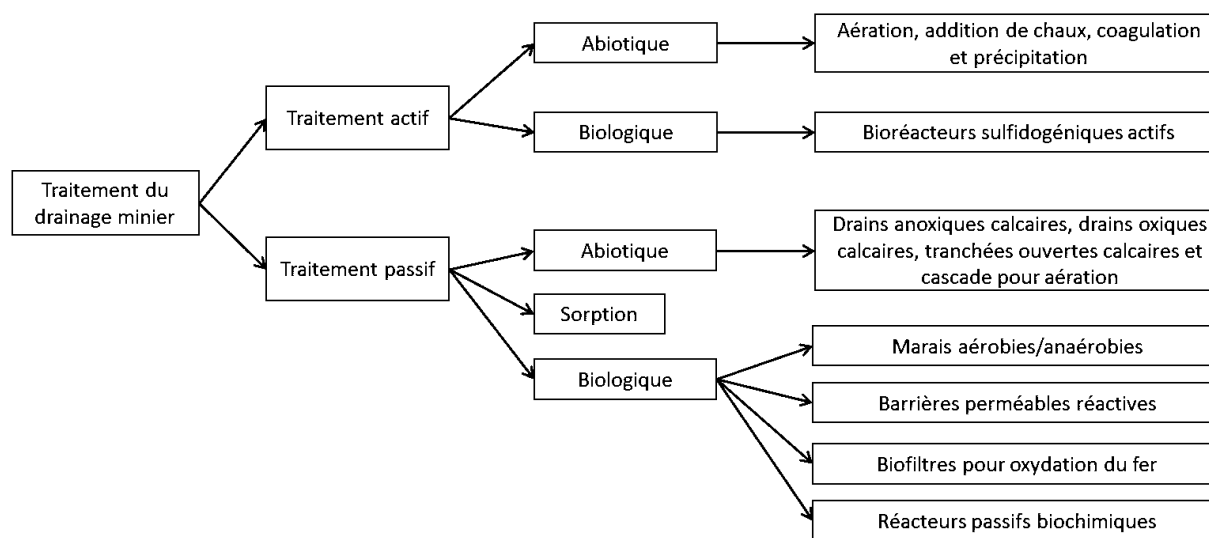 Traitement du
drainage minier
Traitement actif
Abiotique
Aération, addition de chaux, coagulation
et précipitation
Biologique
Bioréacteurs sulfidogéniques actifs
Traitement passif
Abiotique
Drains anoxiques calcaires, drains oxiques
calcaires, tranchées ouvertes calcaires et
cascade pour aération
Sorption
Biologique
Marais aérobies/anaérobies
Barrières perméables réactives
Biofiltres pour oxydation du fer
Réacteurs passifs biochimiques